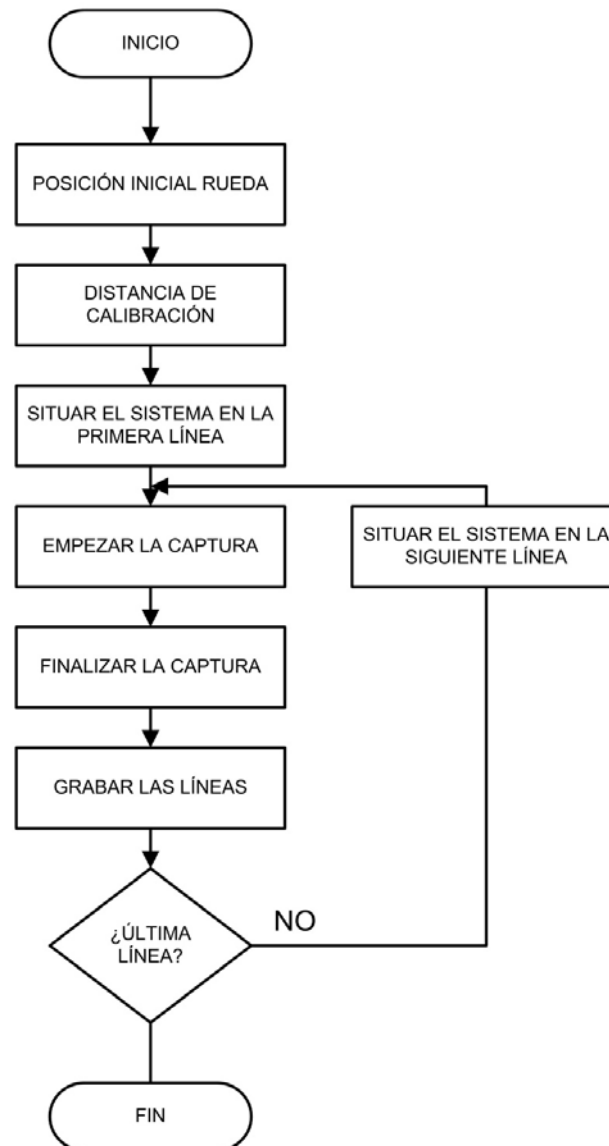 INICIO
POSICIÓN INICIAL RUEDA
DISTANCIA DE
CALIBRACIÓN
SITUAR EL SISTEMA EN LA
PRIMERA LÍNEA
EMPEZAR LA CAPTURA
SITUAR EL SISTEMA EN LA
SIGUIENTE LÍNEA
FINALIZAR LA CAPTURA
GRABAR LAS LÍNEAS
¿ÚLTIMA
LÍNEA?
NO
FIN